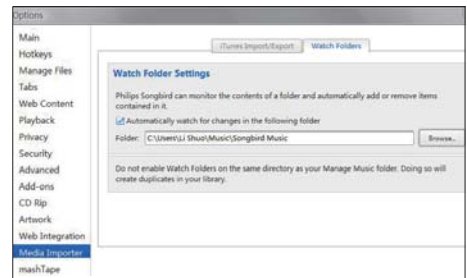 Options
Main
Hotkeys
Manage Files
Tabs
Web Content
Playback
Privacy
Security
Advanced
Add-ons
CD Rip
Artwork
Web Integration
Media Importer
mashTape
iTunes Import/Export
Watch Folders
Watch Folder Settings
Philips Songbird can monitor the contents of a folder and automatically add or remove items
contained in it.
Automatically watch for changes in the following folder
Folder: C:\Users\Li Shuo\Music\Songbird Music
Browse...
Do not enable Watch Folders on the same directory as your Manage Music folder. Doing so will
create duplicates in your library.